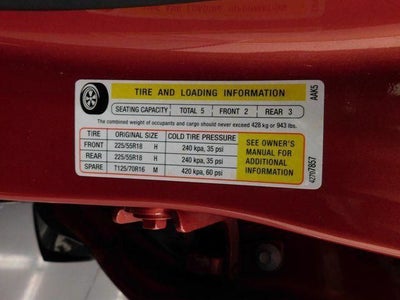 TIRE AND LOADING INFORMATION
SEATING CAPACITY TOTAL 5 FRONT 2 REAR 3
The combined weight of occupants and cargo should never exceed 428 kg or 943 lbs.
TIRE ORIGINAL SIZE COLD TIRE PRESSURE
FRONT 225/55R18 H 240 kpa, 35 psi
REAR 225/55R18 H 240 kpa, 35 psi
SPARE T125/70R16 M 420 kpa, 60 psi
SEE OWNER'S
MANUAL FOR
ADDITIONAL
INFORMATION
AAK5
42797857